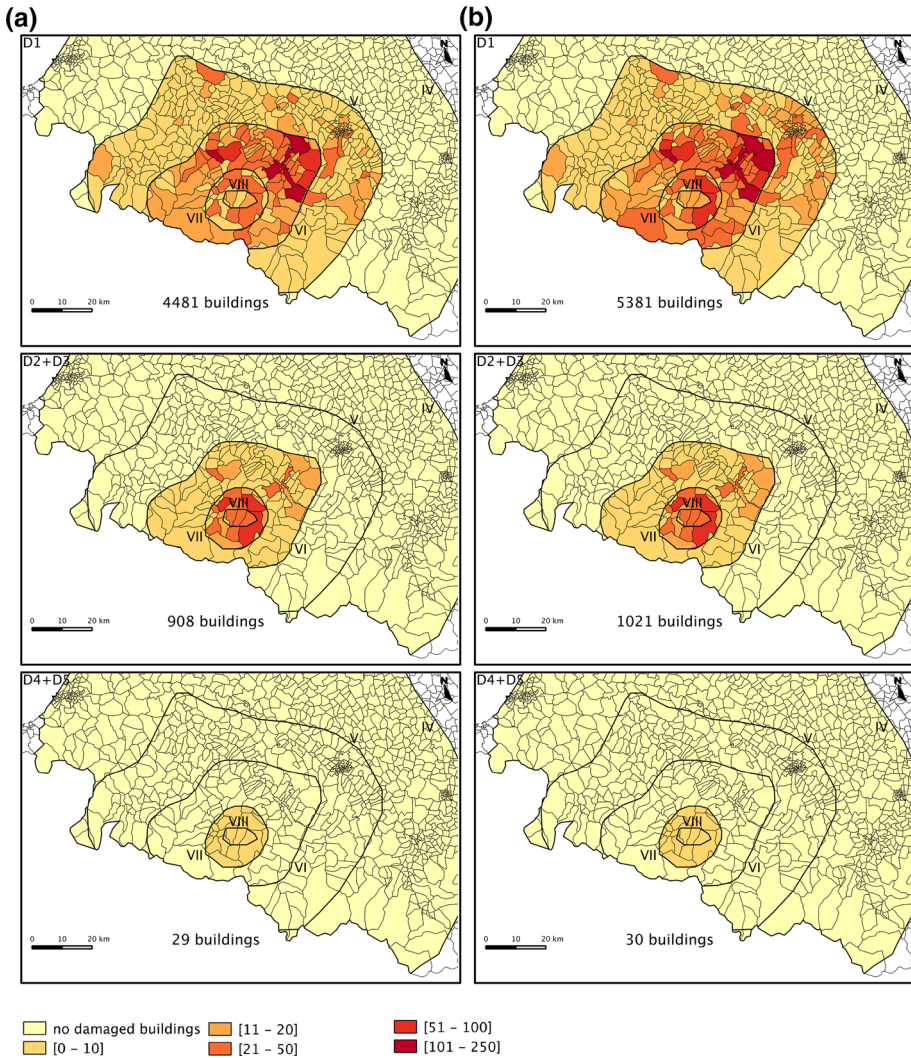 (a)
(b)
D1
N
IV
V
VIII
VII
VI
0 10 20 km
4481 buildings
D1
N
IV
V
VIII
VII
VI
0 10 20 km
5381 buildings
D2+D3
N
IV
V
VIII
VII
VI
0 10 20 km
908 buildings
D2+D3
N
IV
V
VIII
VII
VI
0 10 20 km
1021 buildings
D4+D5
N
IV
V
VIII
VII
VI
0 10 20 km
29 buildings
D4+D5
N
IV
V
VIII
VII
VI
0 10 20 km
30 buildings
no damaged buildings
[0 – 10]
[11 – 20]
[21 – 50]
[51 – 100]
[101 – 250]